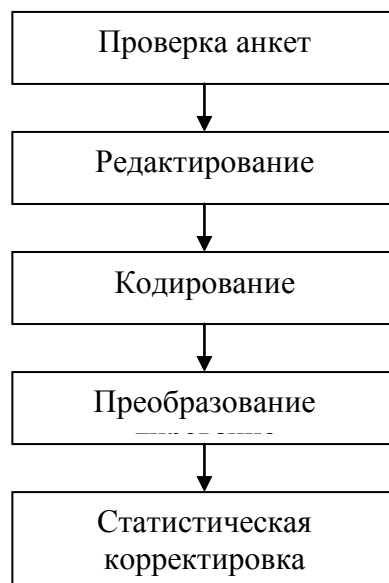 Проверка анкет
Редактирование
Кодирование
Преобразование
Статистическая
корректировка